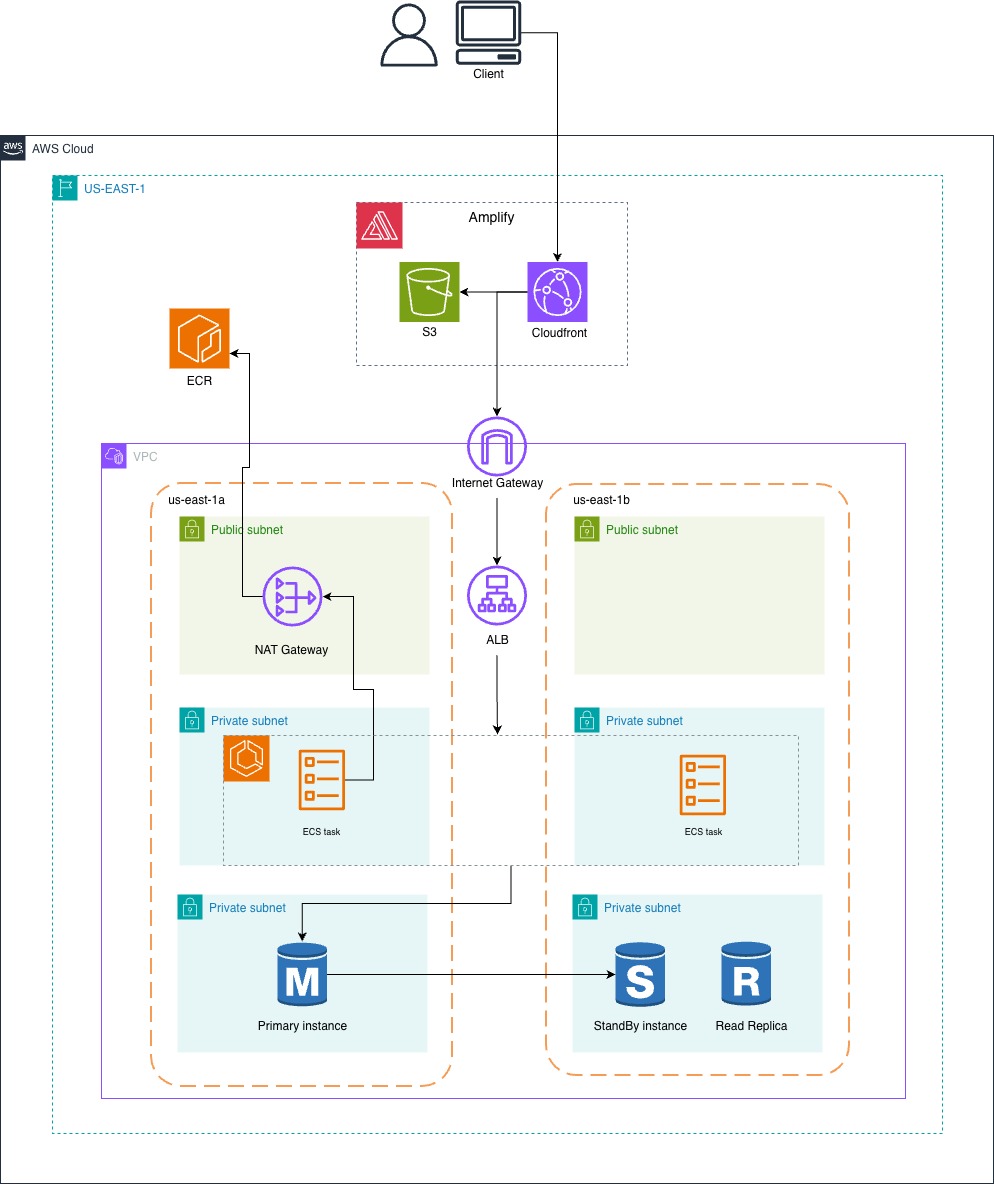 Client
aws
AWS Cloud
US-EAST-1
Amplify
S3
Cloudfront
ECR
VPC
Internet Gateway
us-east-1a
us-east-1b
Public subnet
Public subnet
NAT Gateway
ALB
Private subnet
Private subnet
ECS task
ECS task
Private subnet
Private subnet
M
S
R
Primary instance
StandBy instance
Read Replica